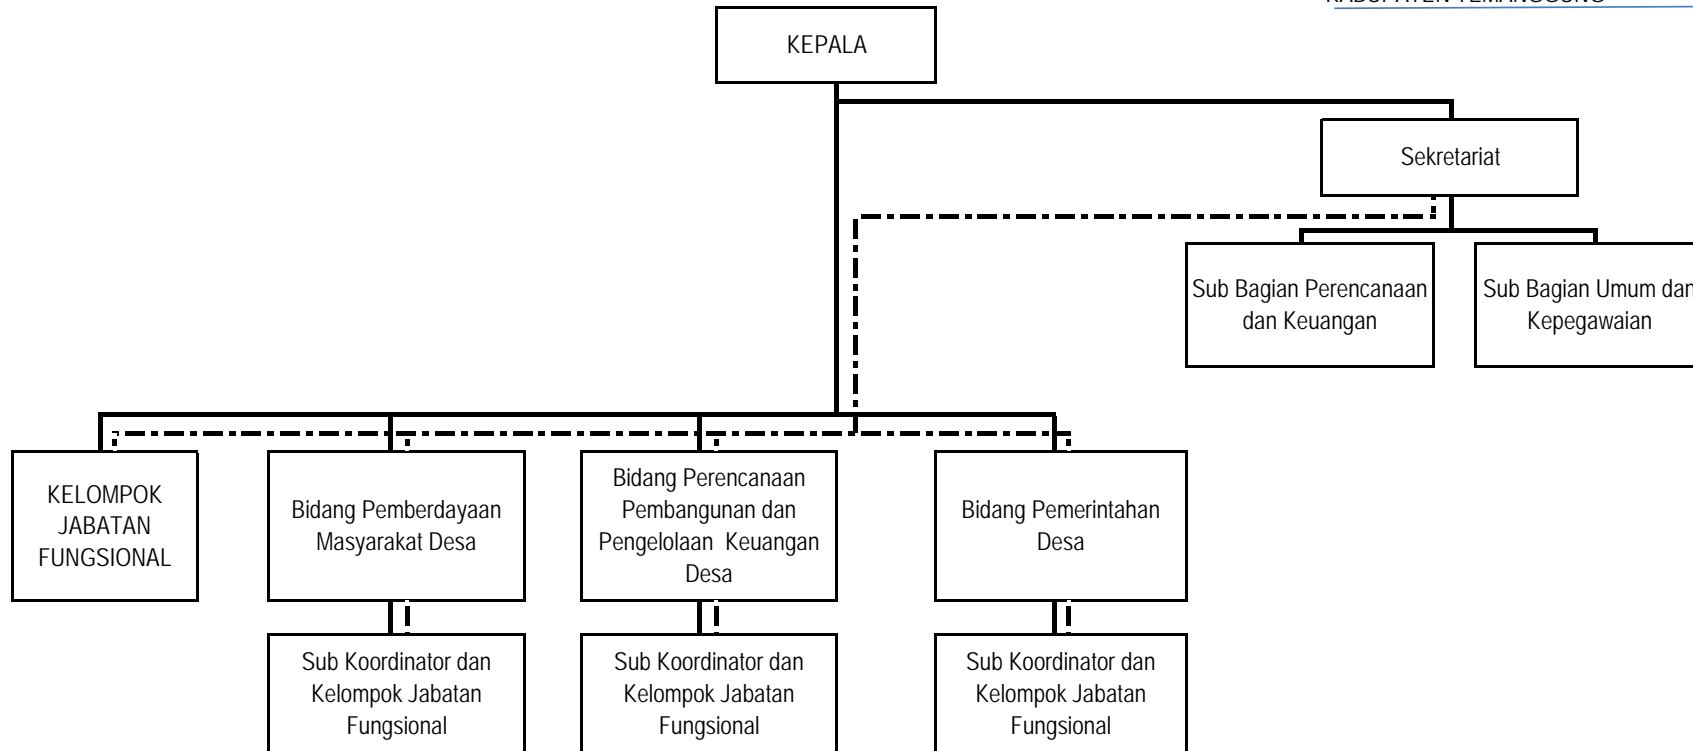 KABUPATEN TEMANGGUNG
KEPALA
Sekretariat
Sub Bagian Perencanaan
dan Keuangan
Sub Bagian Umum dan
Kepegawaian
KELOMPOK
JABATAN
FUNGSIONAL
Bidang Pemberdayaan
Masyarakat Desa
Bidang Perencanaan
Pembangunan dan
Pengelolaan Keuangan
Desa
Bidang Pemerintahan
Desa
Sub Koordinator dan
Kelompok Jabatan
Fungsional
Sub Koordinator dan
Kelompok Jabatan
Fungsional
Sub Koordinator dan
Kelompok Jabatan
Fungsional